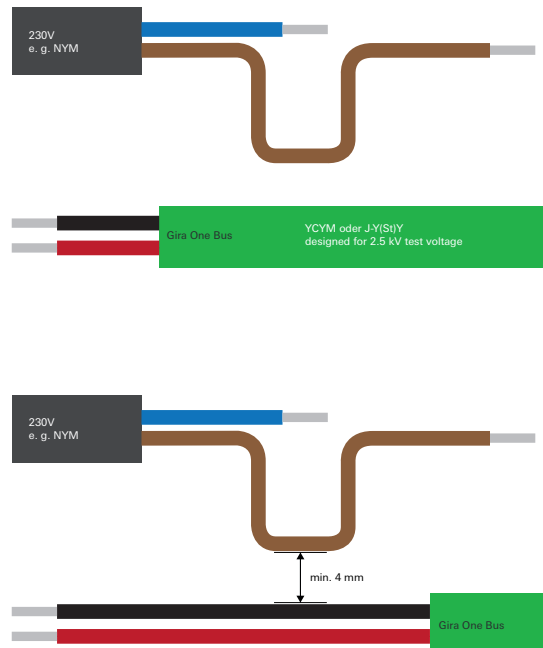 230V
e. g. NYM
Gira One Bus
YCYM oder J-Y(St)Y
designed for 2.5 kV test voltage
230V
e. g. NYM
min. 4 mm
Gira One Bus